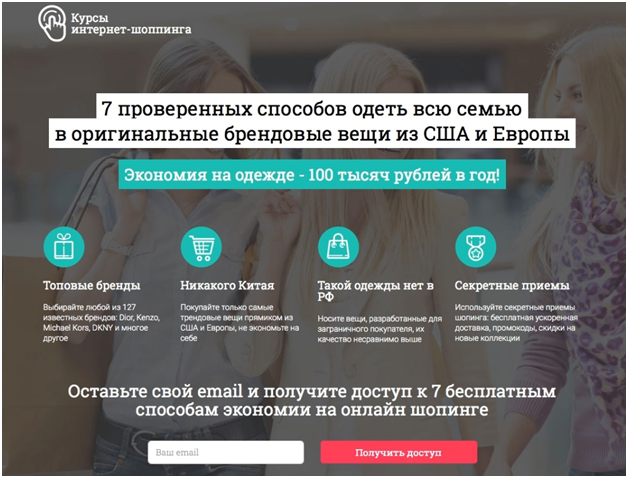 Курсы
интернет-шоппинга
7 проверенных способов одеть всю семью
в оригинальные брендовые вещи из США и Европы
Экономия на одежде - 100 тысяч рублей в год!
Топовые бренды
Выбирайте любой из 127
известных брендов: Dior, Kenzo,
Michael Kors, DKNY и многое
другое
Никакого Китая
Покупайте только самые
трендовые вещи прямиком из
США и Европы, не экономьте на
себе
Такой одежды нет в
РФ
Носите вещи, разработанные для
заграничного покупателя, их
качество несравнимо выше
Секретные приемы
Используйте секретные приемы
шопинга: бесплатная ускоренная
доставка, промокоды, скидки на
новые коллекции
Оставьте свой email и получите доступ к 7 бесплатным
способам экономии на онлайн шопинге
Ваш email
Получить доступ